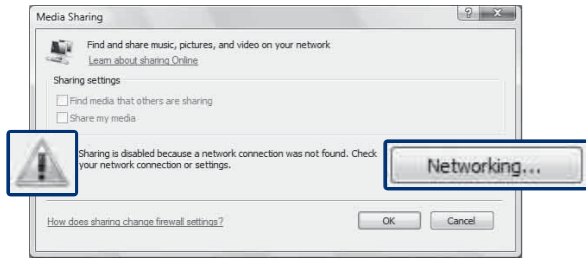 Media Sharing
Find and share music, pictures, and video on your network
Learn about sharing Online
Sharing settings
Find media that others are sharing
Share my media
Sharing is disabled because a network connection was not found. Check
your network connection or settings.
Networking...
How does sharing change firewall settings?
OK
Cancel